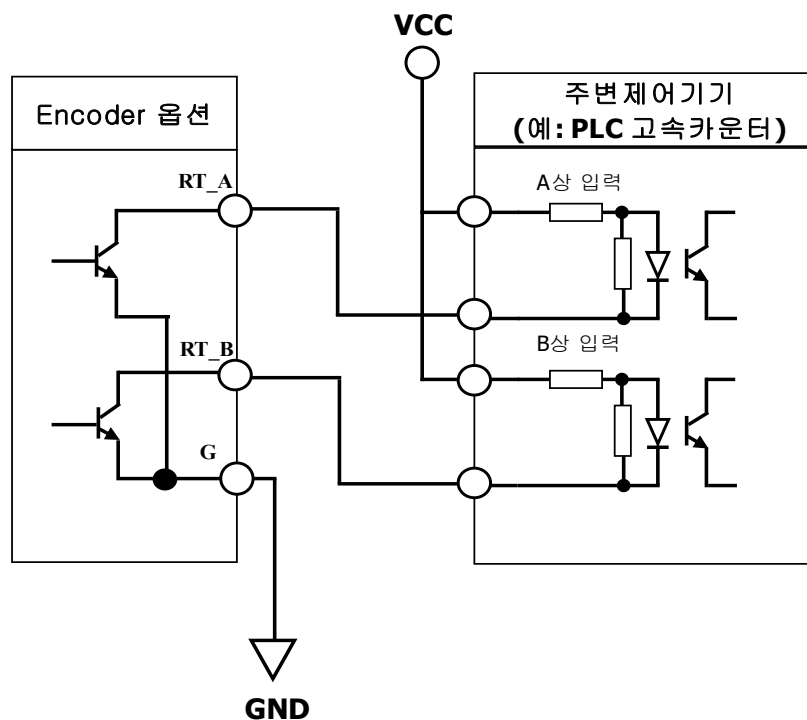 VCC
Encoder 옵션
주변제어기기
(예: PLC 고속카운터)
RT_A
A상 입력
RT_B
B상 입력
G
GND